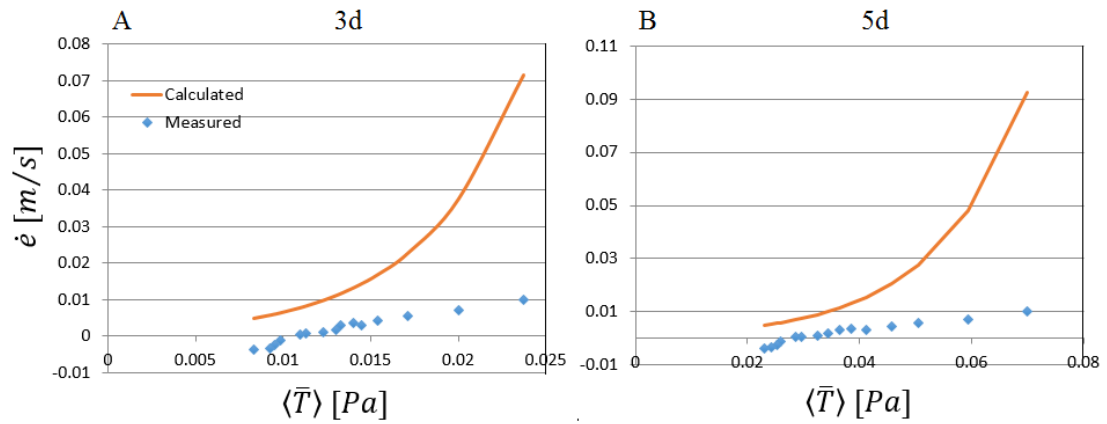 A 3d
0.08
0.07
0.06
0.05
0.04
0.03
0.02
0.01
0
-0.01
ė [m/s]
Calculated
Measured
0 0.005 0.01 0.015 0.02 0.025
⟨T̅⟩ [Pa]
B 5d
0.11
0.09
0.07
0.05
0.03
0.01
-0.01
0 0.02 0.04 0.06 0.08
⟨T̅⟩ [Pa]